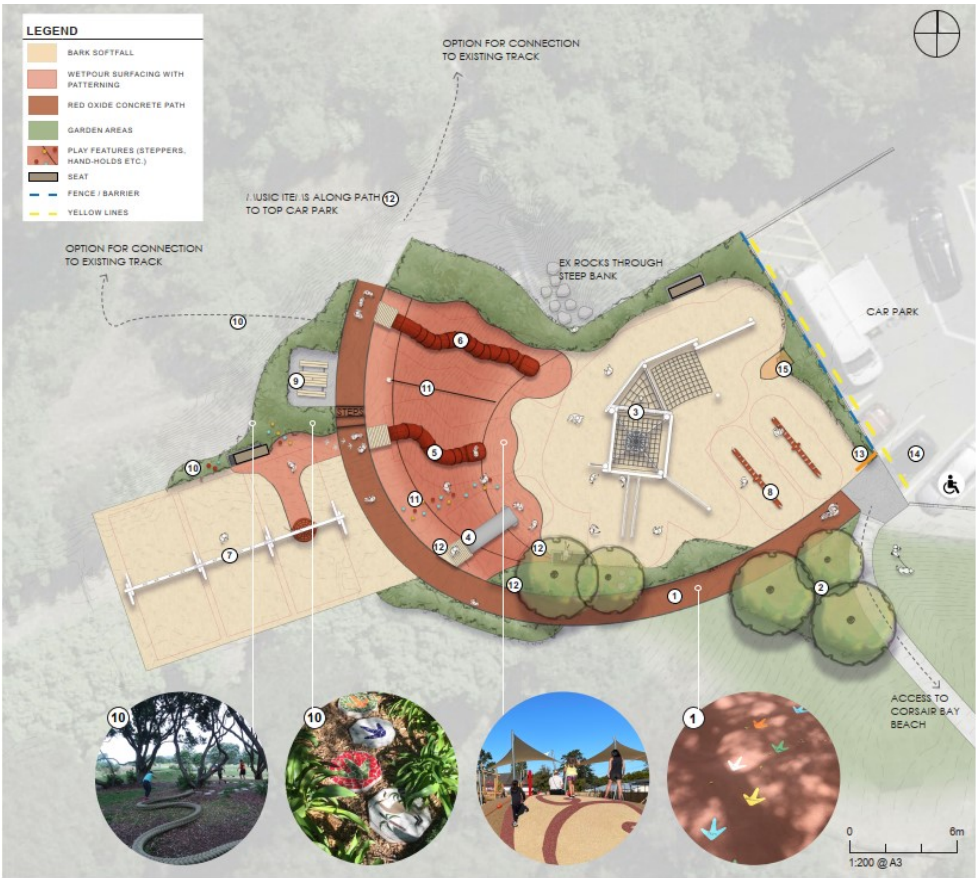 LEGEND
BARK SOFTFALL
WETPOUR SURFACING WITH
PATTERNING
RED OXIDE CONCRETE PATH
GARDEN AREAS
PLAY FEATURES (STEPPERS,
HAND-HOLDS ETC.)
SEAT
FENCE / BARRIER
YELLOW LINES
OPTION FOR CONNECTION
TO EXISTING TRACK
MUSIC ITEMS ALONG PATH 12
TO TOP CAR PARK
OPTION FOR CONNECTION
TO EXISTING TRACK
EX ROCKS THROUGH
STEEP BANK
CAR PARK
10
6
15
9
11
3
STEPS
5
13
14
10
8
11
7
4
12
12
12
2
1
ACCESS TO
CORSAIR BAY
BEACH
10
10
1
0 6m
1:200 @ A3